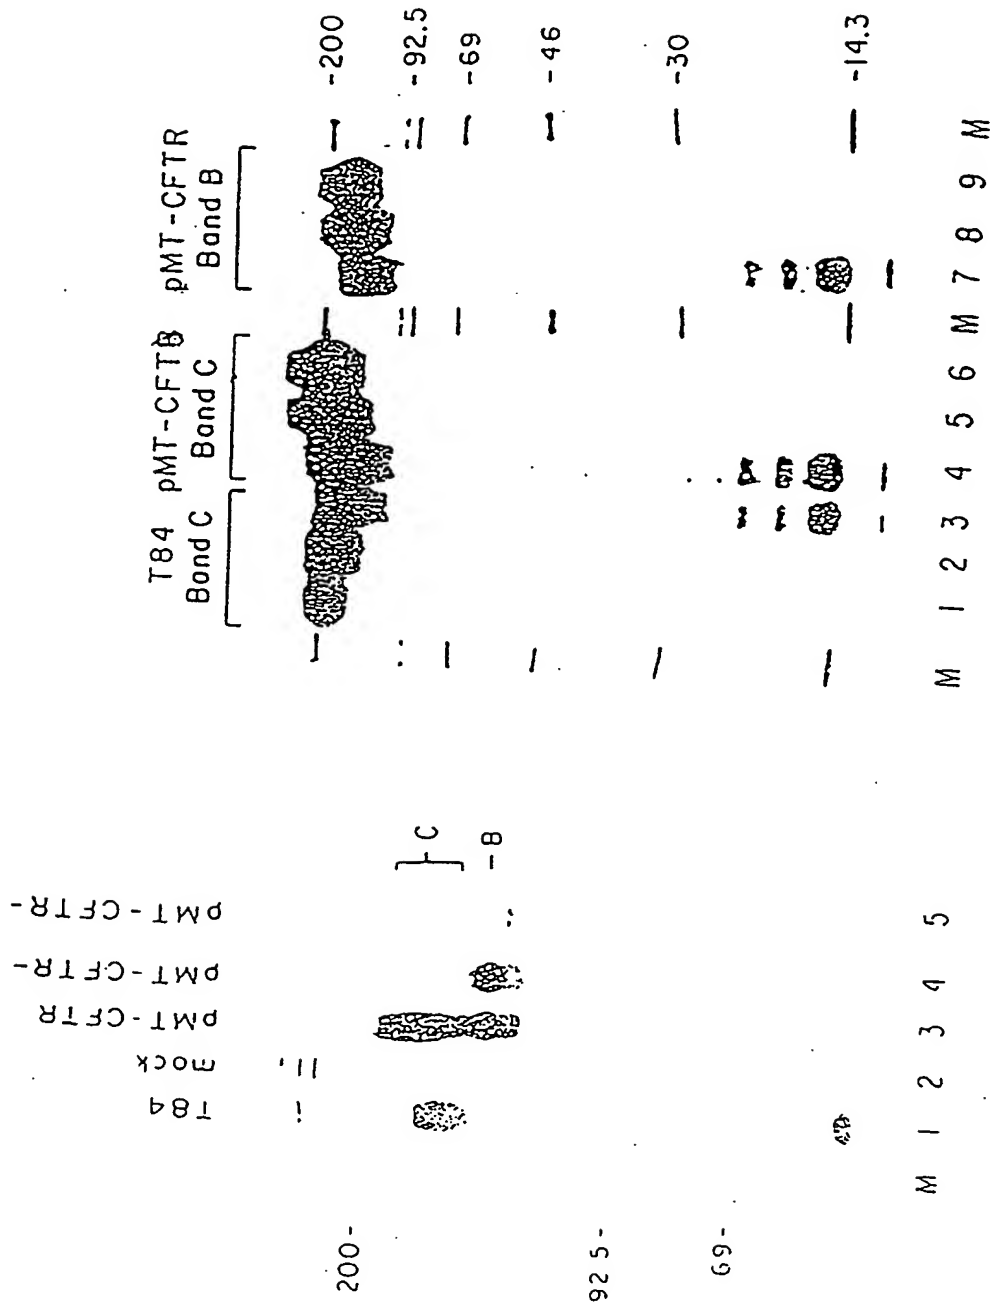 T84
Band C
pMT-CFTR
Band C
pMT-CFTR
Band B
-200
-92.5
-69
-46
-30
-14.3
M 1 2 3 4 5 6 M 7 8 9 M
T84
mock
pMT-CFTR
pMT-CFTR-
pMT-CFTR-
C
-B
200-
92 5-
69-
M 1 2 3 4 5